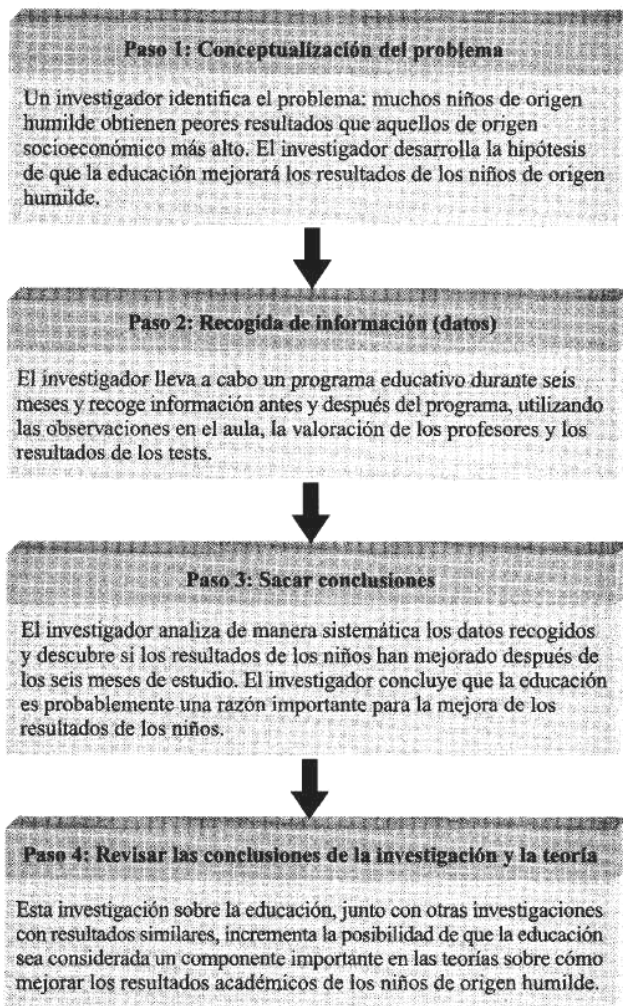 Paso 1: Conceptualización del problema
Un investigador identifica el problema: muchos niños de origen
humilde obtienen peores resultados que aquellos de origen
socioeconómico más alto. El investigador desarrolla la hipótesis
de que la educación mejorará los resultados de los niños de origen
humilde.
Paso 2: Recogida de información (datos)
El investigador lleva a cabo un programa educativo durante seis
meses y recoge información antes y después del programa, utilizando
las observaciones en el aula, la valoración de los profesores y los
resultados de los tests.
Paso 3: Sacar conclusiones
El investigador analiza de manera sistemática los datos recogidos
y descubre si los resultados de los niños han mejorado después de
los seis meses de estudio. El investigador concluye que la educación
es probablemente una razón importante para la mejora de los
resultados de los niños.
Paso 4: Revisar las conclusiones de la investigación y la teoría
Esta investigación sobre la educación, junto con otras investigaciones
con resultados similares, incrementa la posibilidad de que la educación
sea considerada un componente importante en las teorías sobre cómo
mejorar los resultados académicos de los niños de origen humilde.